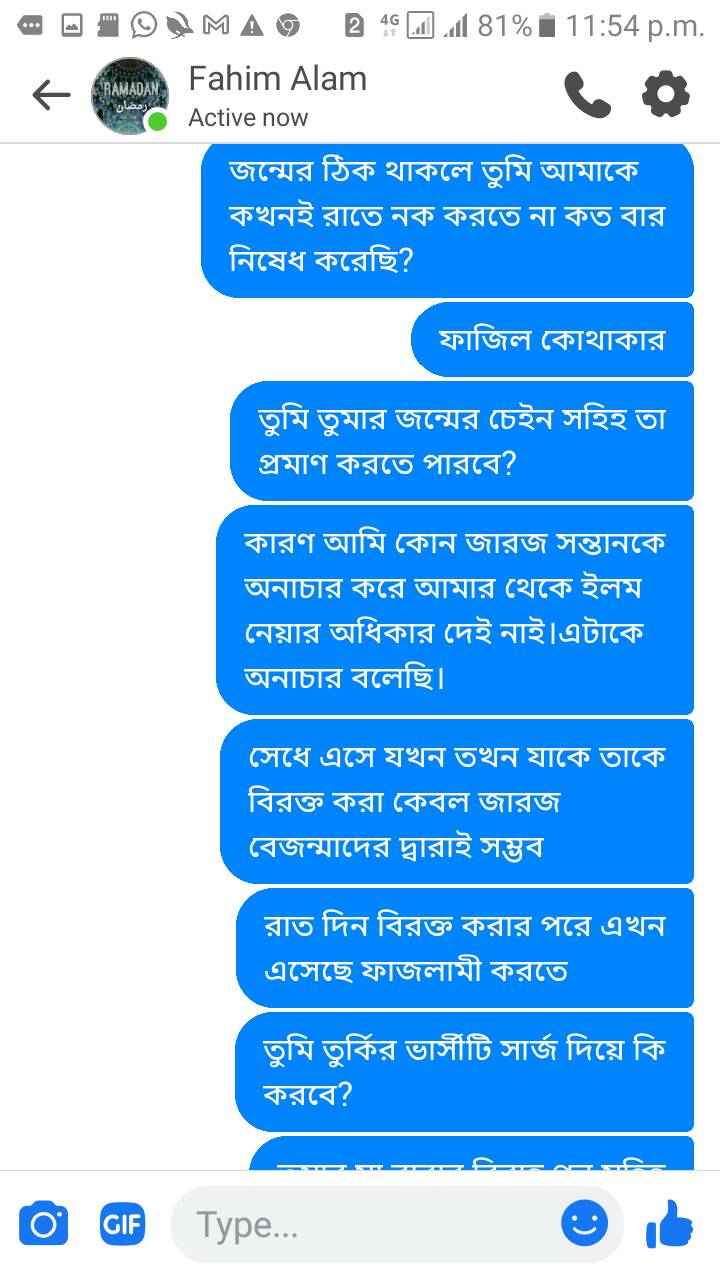 2 4G 81% 11:54 p.m.
RAMADAN
رمضان
Fahim Alam
Active now
জন্মের ঠিক থাকলে তুমি আমাকে
কখনই রাতে নক করতে না কত বার
নিষেধ করেছি?
ফাজিল কোথাকার
তুমি তুমার জন্মের চেইন সহিহ তা
প্রমাণ করতে পারবে?
কারণ আমি কোন জারজ সন্তানকে
অনাচার করে আমার থেকে ইলম
নেয়ার অধিকার দেই নাই।এটাকে
অনাচার বলেছি।
সেধে এসে যখন তখন যাকে তাকে
বিরক্ত করা কেবল জারজ
বেজন্মাদের দ্বারাই সম্ভব
রাত দিন বিরক্ত করার পরে এখন
এসেছে ফাজলামী করতে
তুমি তুর্কির ভার্সীটি সার্জ দিয়ে কি
করবে?
GIF
Type...